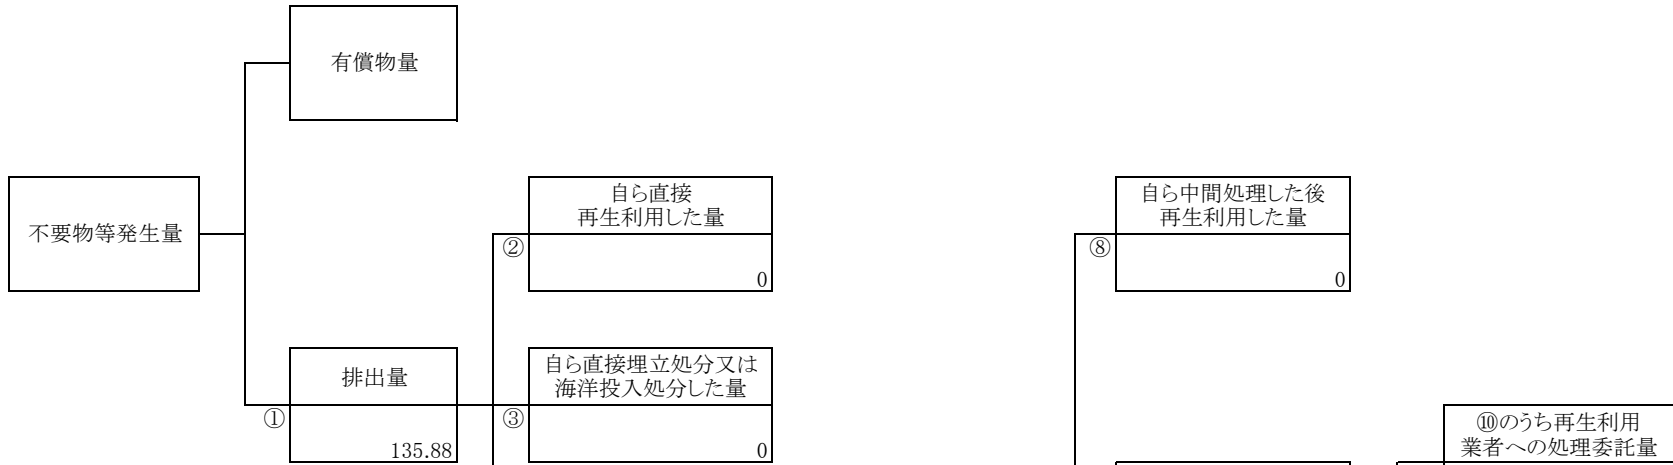 有償物量
不要物等発生量
自ら直接
再生利用した量
②
0
自ら中間処理した後
再生利用した量
⑧
0
排出量
①
135.88
自ら直接埋立処分又は
海洋投入処分した量
③
0
⑩のうち再生利用
業者への処理委託量